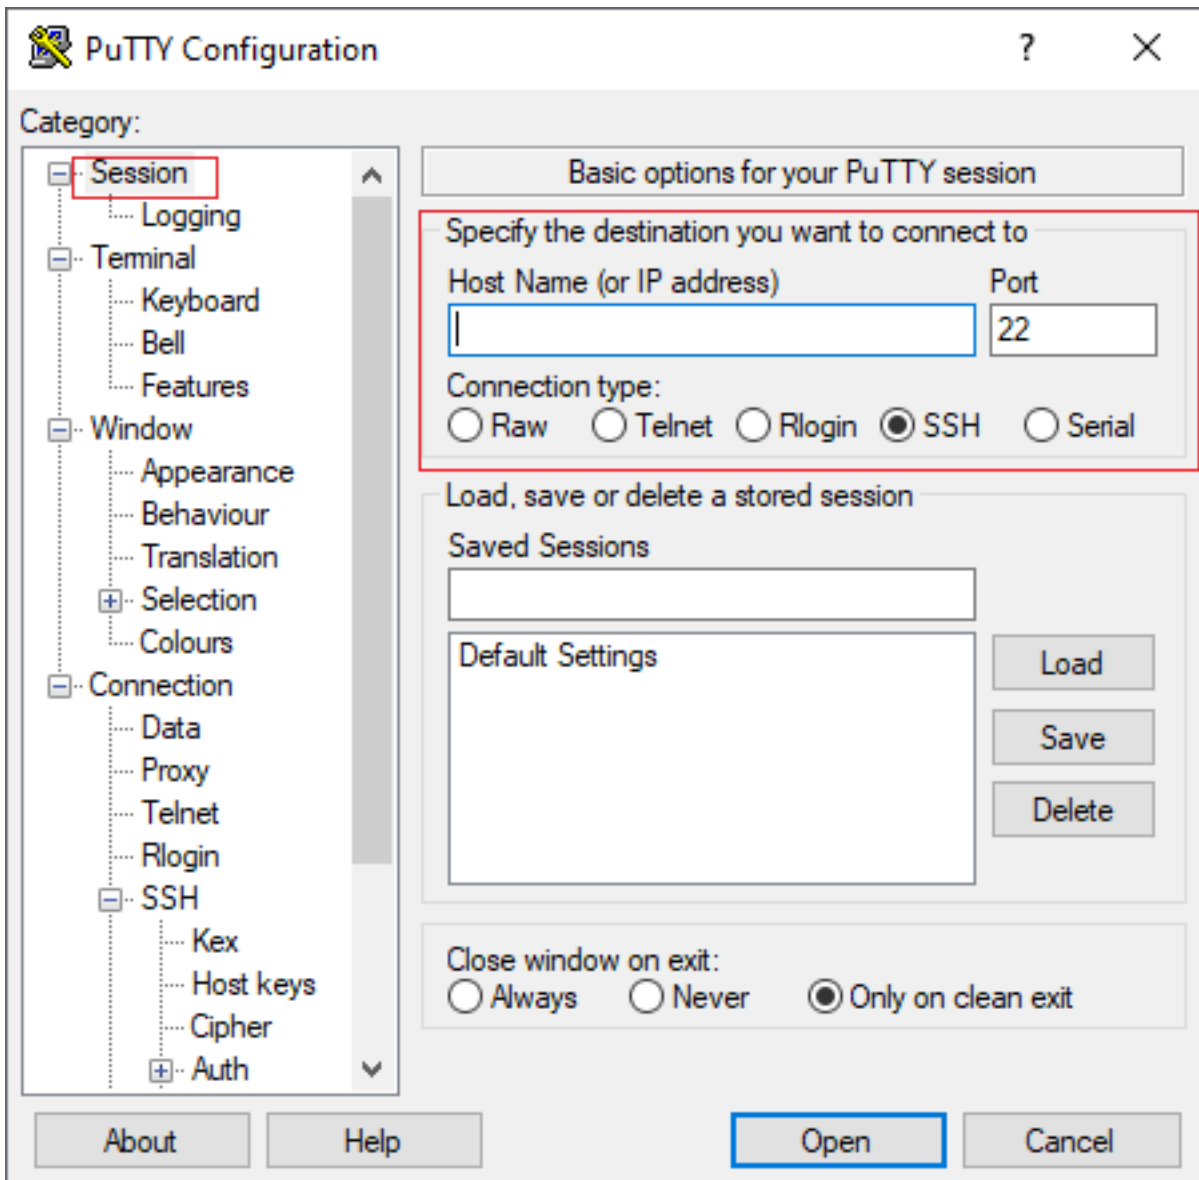 PuTTY Configuration
?
Category:
Session
Logging
Terminal
Keyboard
Bell
Features
Window
Appearance
Behaviour
Translation
Selection
Colours
Connection
Data
Proxy
Telnet
Rlogin
SSH
Kex
Host keys
Cipher
Auth
Basic options for your PuTTY session
Specify the destination you want to connect to
Host Name (or IP address) Port
22
Connection type:
Raw Telnet Rlogin SSH Serial
Load, save or delete a stored session
Saved Sessions
Default Settings
Load
Save
Delete
Close window on exit:
Always Never Only on clean exit
About Help Open Cancel